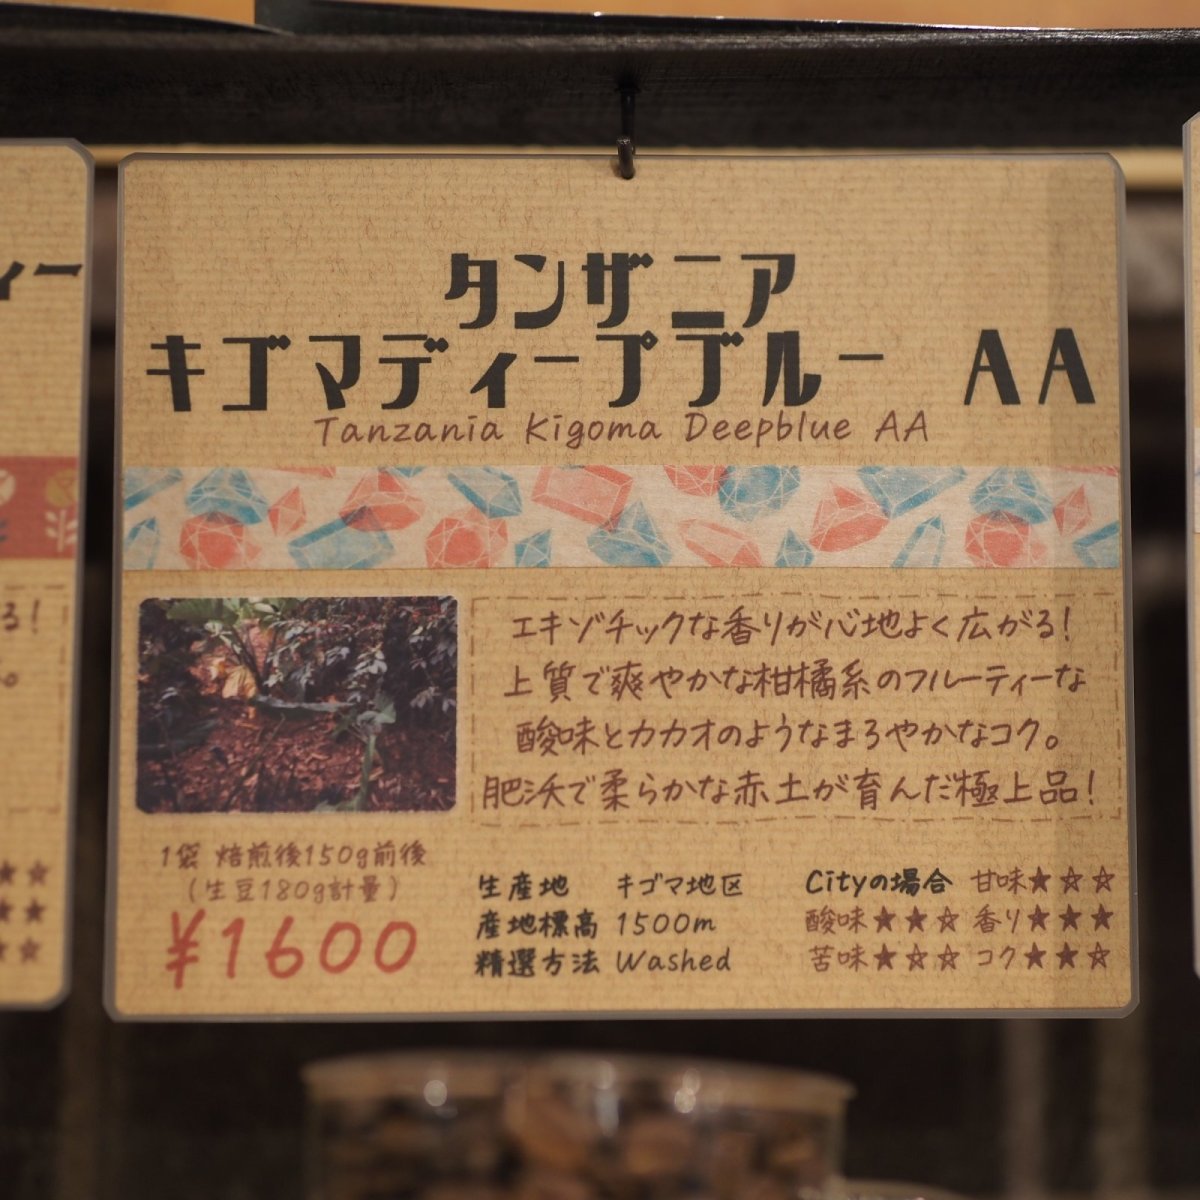 タンザニア
キゴマディープブルー AA
Tanzania Kigoma Deepblue AA
エキゾチックな香りが心地よく広がる!
上質で爽やかな柑橘系のフルーティーな
酸味とカカオのようなまろやかなコク。
肥沃で柔らかな赤土が育んだ極上品!
1袋 焙煎後150g前後
(生豆180g計量)
¥1600
生産地 キゴマ地区
産地標高 1500m
精選方法 Washed
Cityの場合 甘味★☆☆
酸味★★☆ 香り★★★
苦味★☆☆ コク★★★
ィー
る!
★★
★★
★★